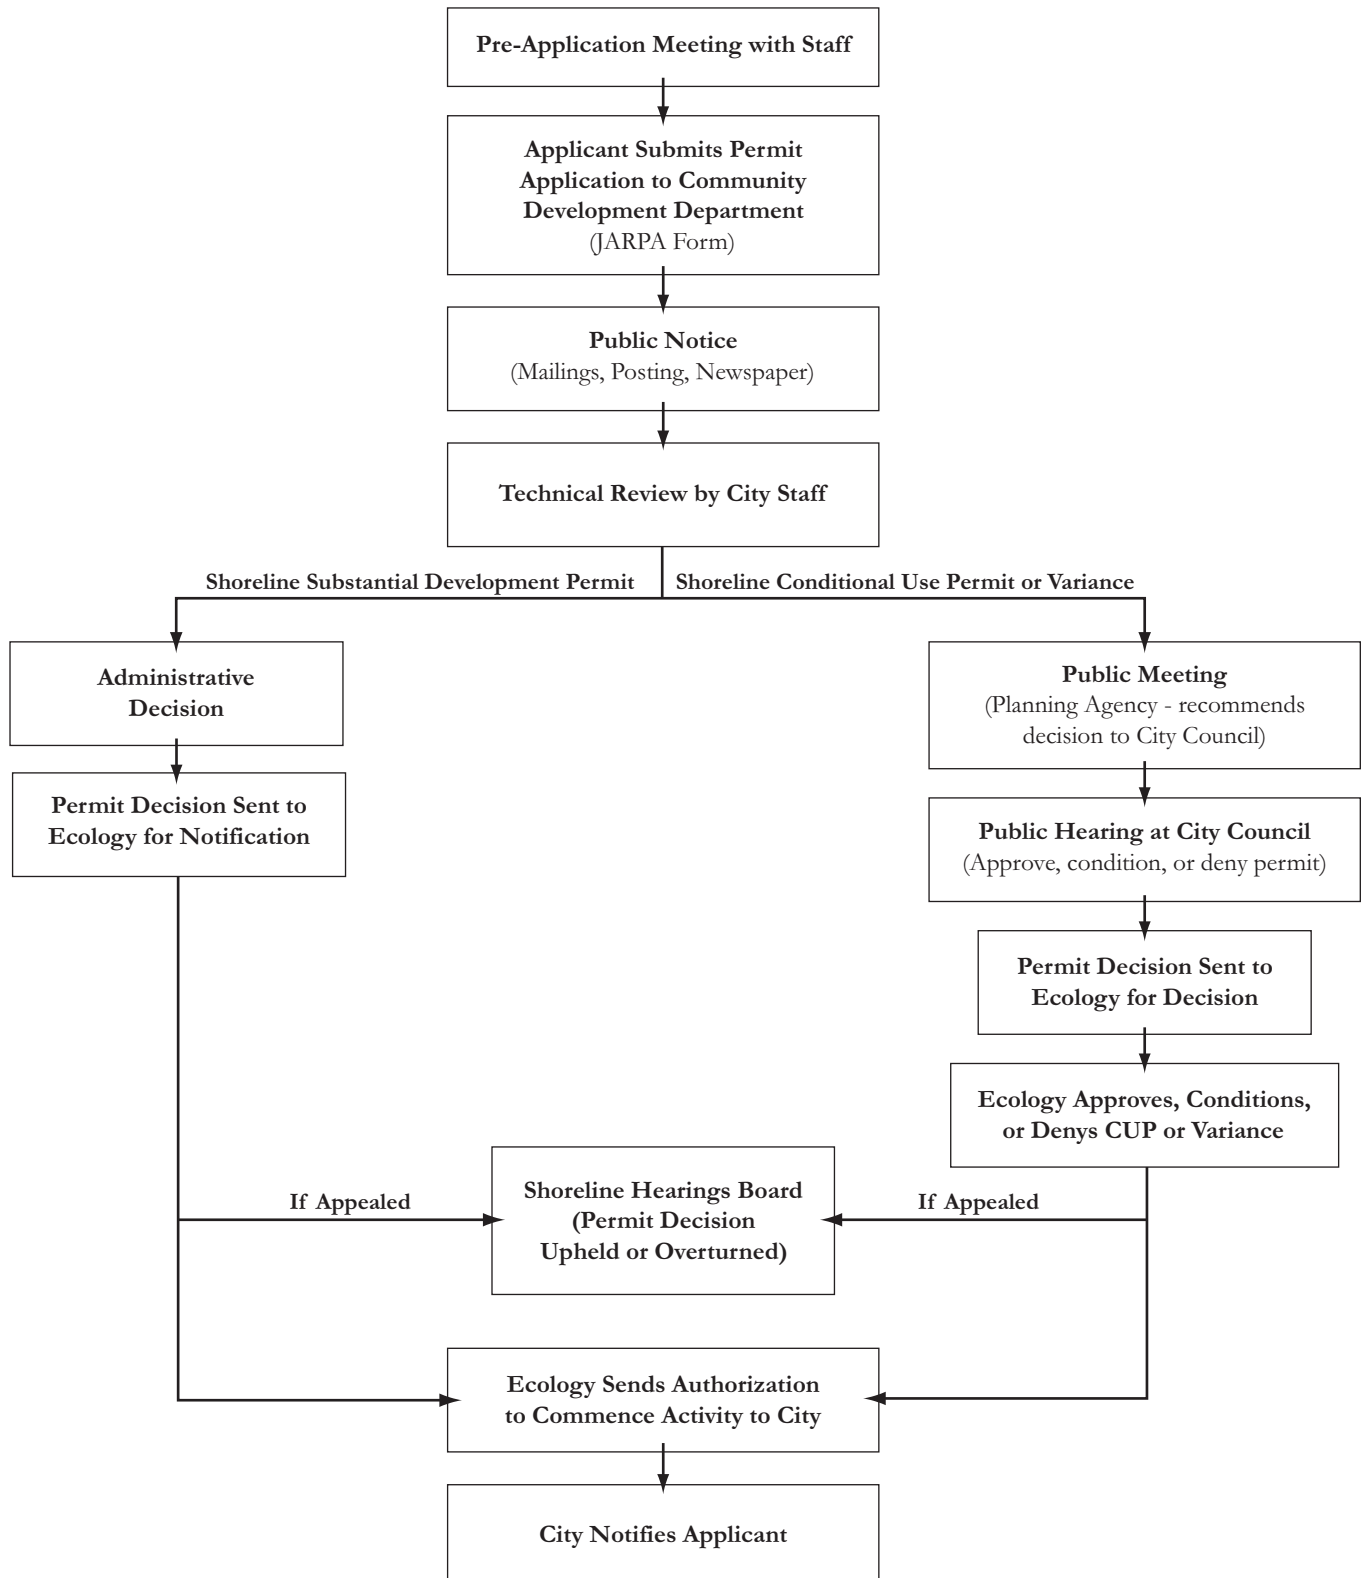 Pre-Application Meeting with Staff
Applicant Submits Permit
Application to Community
Development Department
(JARPA Form)
Public Notice
(Mailings, Posting, Newspaper)
Technical Review by City Staff
Shoreline Substantial Development Permit
Shoreline Conditional Use Permit or Variance
Administrative
Decision
Permit Decision Sent to
Ecology for Notification
Public Meeting
(Planning Agency - recommends
decision to City Council)
Public Hearing at City Council
(Approve, condition, or deny permit)
Permit Decision Sent to
Ecology for Decision
Ecology Approves, Conditions,
or Denys CUP or Variance
If Appealed
Shoreline Hearings Board
(Permit Decision
Upheld or Overturned)
If Appealed
Ecology Sends Authorization
to Commence Activity to City
City Notifies Applicant